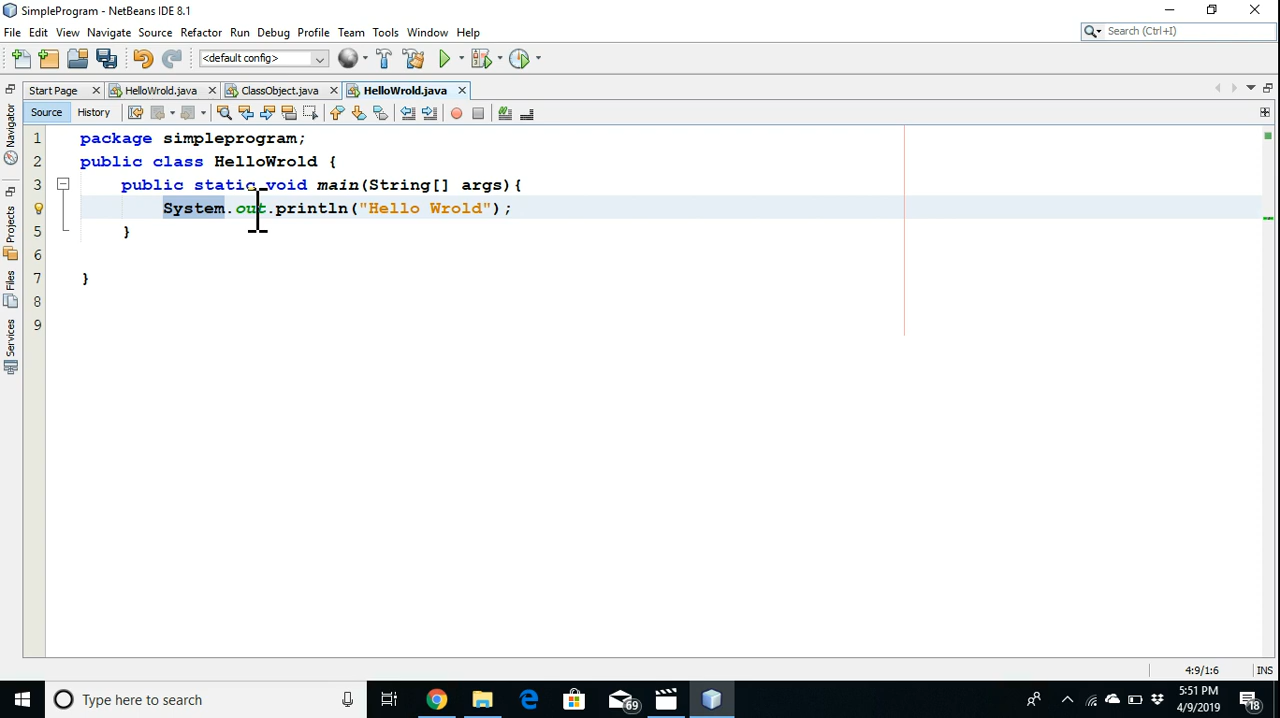 SimpleProgram - NetBeans IDE 8.1
File Edit View Navigate Source Refactor Run Debug Profile Team Tools Window Help
Search (Ctrl+I)
<default config>
Start Page HelloWrold.java ClassObject.java HelloWrold.java
Source History
Navigator
Projects
Files
Services
1 package simpleprogram;
2 public class HelloWrold {
3 public static void main(String[] args){
System.out.println("Hello Wrold");
5 }
6
7 }
8
9
4:9/1:6 INS
Type here to search
69
5:51 PM
4/9/2019
18